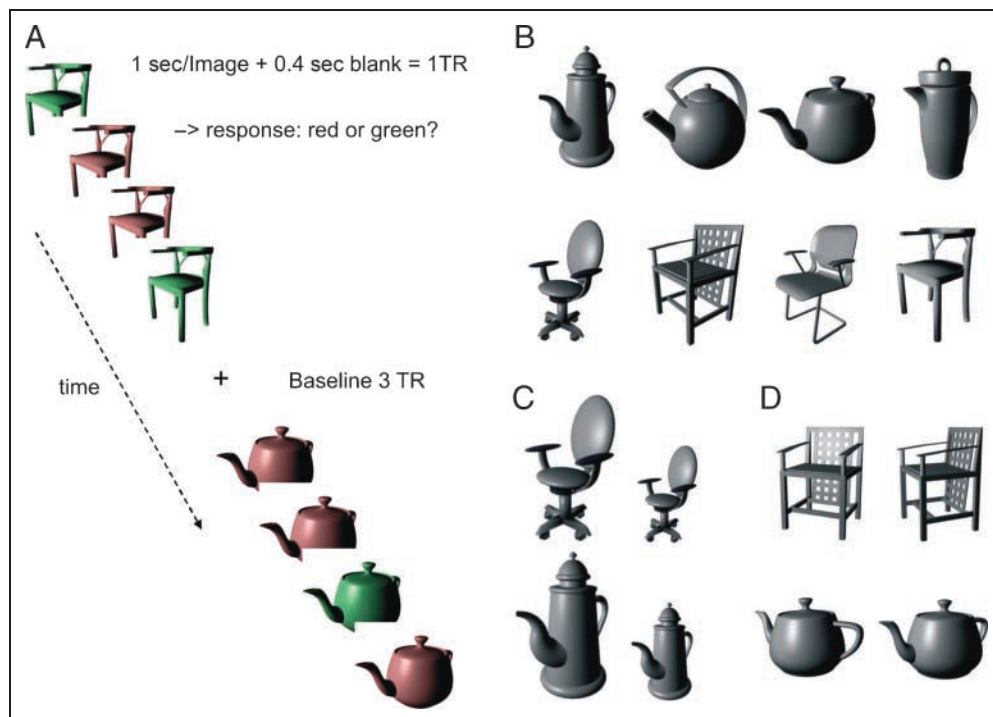 A
1 sec/Image + 0.4 sec blank = 1TR
–> response: red or green?
time
+
Baseline 3 TR
B
C
D